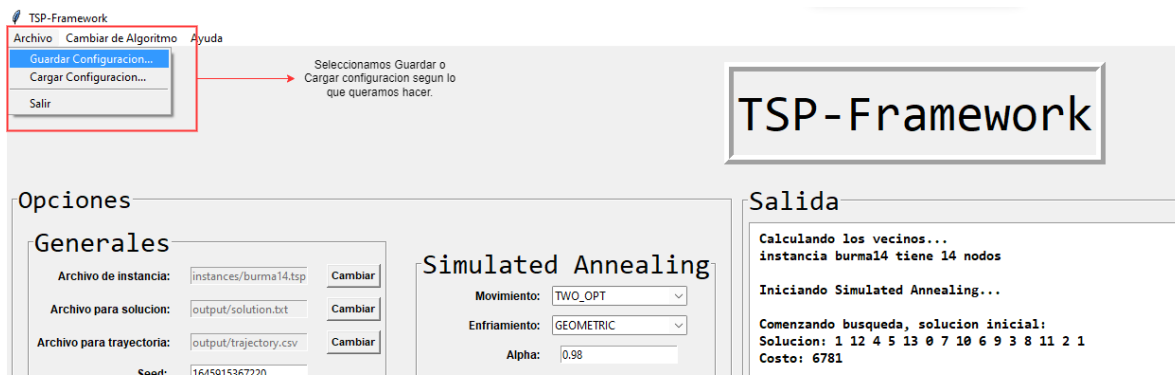 TSP-Framework
Archivo Cambiar de Algoritmo Ayuda
Guardar Configuracion...
Cargar Configuracion...
Salir
Seleccionamos Guardar o
Cargar configuracion segun lo
que queramos hacer.
TSP-Framework
Opciones
Generales
Archivo de instancia: instances/burma14.tsp Cambiar
Archivo para solucion: output/solution.txt Cambiar
Archivo para trayectoria: output/trajectory.csv Cambiar
Seed: 1645915367220
Simulated Annealing
Movimiento: TWO_OPT
Enfriamiento: GEOMETRIC
Alpha: 0.98
Salida
Calculando los vecinos...
instancia burma14 tiene 14 nodos
Iniciando Simulated Annealing...
Comenzando busqueda, solucion inicial:
Solucion: 1 12 4 5 13 0 7 10 6 9 3 8 11 2 1
Costo: 6781